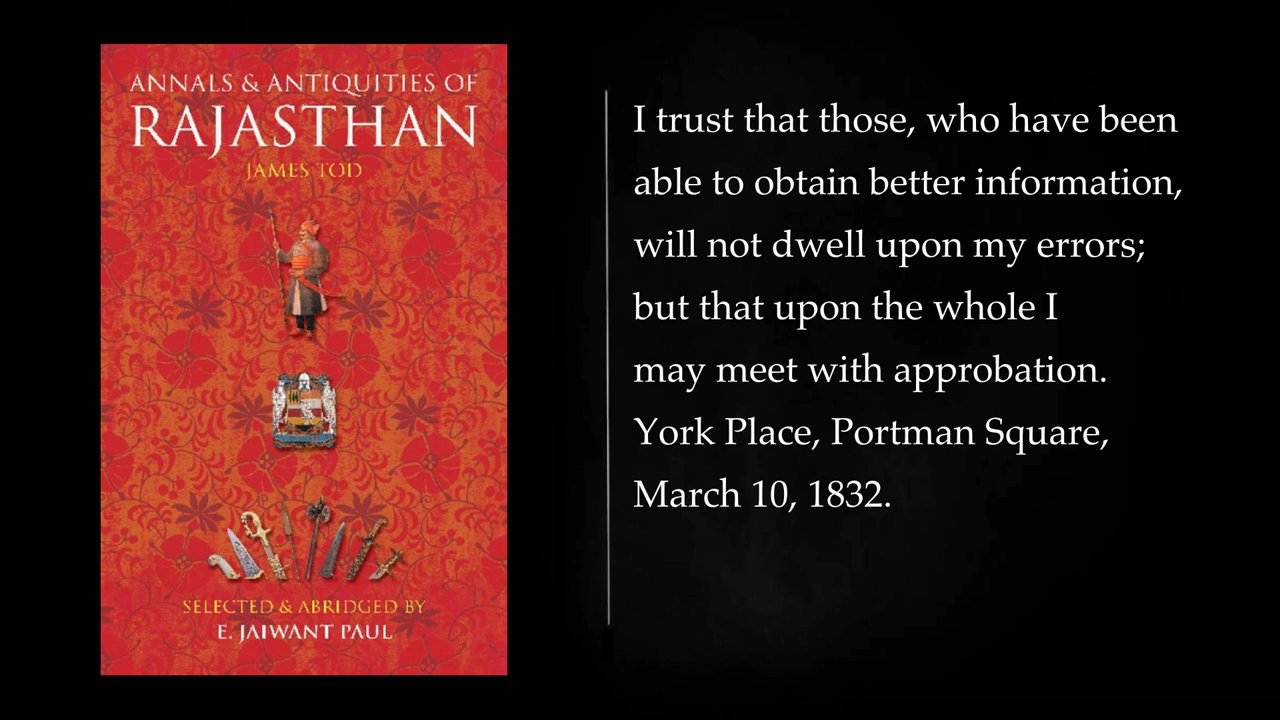 ANNALS & ANTIQUITIES OF
RAJASTHAN
JAMES TOD
SELECTED & ABRIDGED BY
E. JAIWANT PAUL
I trust that those, who have been
able to obtain better information,
will not dwell upon my errors;
but that upon the whole I
may meet with approbation.
York Place, Portman Square,
March 10, 1832.